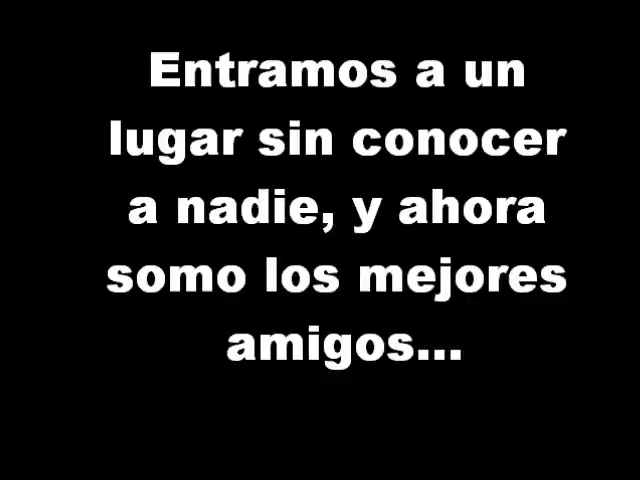 Entramos a un
lugar sin conocer
a nadie, y ahora
somo los mejores
amigos...